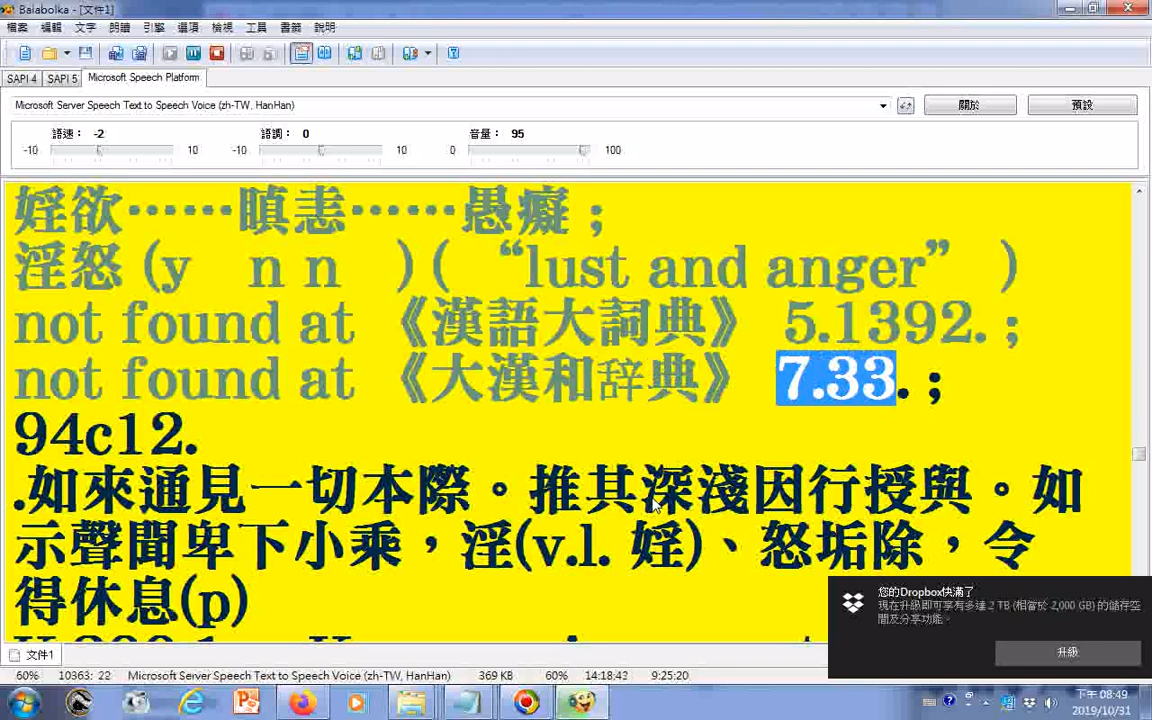 Balabolka - [文件1]
檔案 編輯 文字 朗讀 引擎 選項 檢視 工具 書籤 說明
SAPI 4 SAPI 5 Microsoft Speech Platform
Microsoft Server Speech Text to Speech Voice (zh-TW, HanHan)
關於 預設
語速: -2 語調: 0 音量: 95
-10 10 -10 10 0 100
婬欲……瞋恚……愚癡；
淫怒 (y n n )( “lust and anger” )
not found at 《漢語大詞典》 5.1392.；
not found at 《大漢和辞典》 7.33.；
94c12.
.如來通見一切本際。推其深淺因行授與。如
示聲聞卑下小乘，淫(v.l. 婬)、怒垢除，令
得休息(p)
您的Dropbox快滿了
現在升級即可享有多達 2 TB (相當於 2,000 GB) 的儲存空
間及分享功能。
升級
文件1
60% 10363: 22 Microsoft Server Speech Text to Speech Voice (zh-TW, HanHan) 369 KB 60% 14:18:43 9:25:20
下午 08:49
2019/10/31